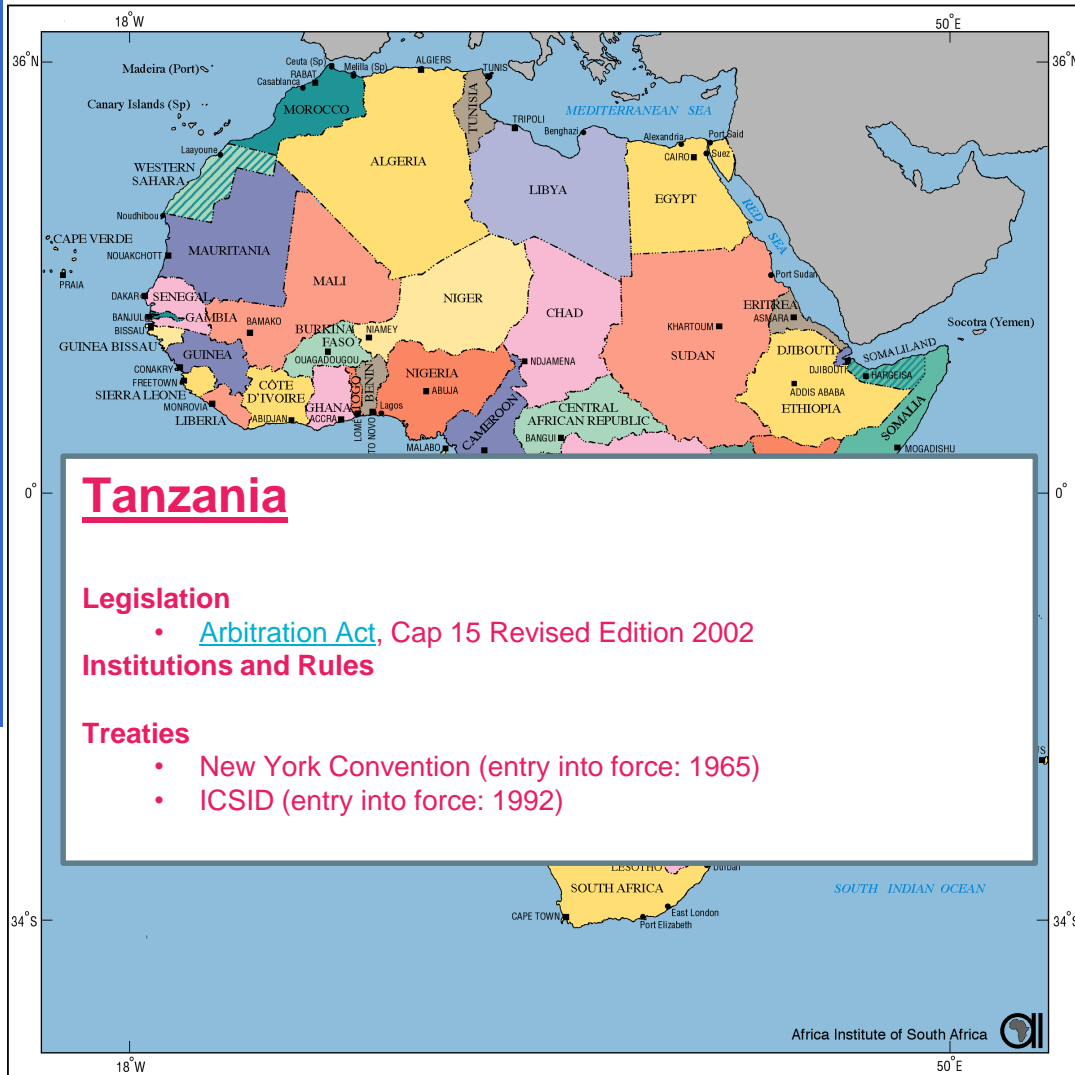 18°W
50°E
36°N
36°N
Madeira (Port)
Ceuta (Sp)
Melilla (Sp)
ALGIERS
TUNIS
RABAT
Casablanca
MOROCCO
TUNISIA
MEDITERRANEAN SEA
Canary Islands (Sp)
TRIPOLI
Benghazi
Alexandria
Port Said
Suez
CAIRO
Laayoune
WESTERN
SAHARA
ALGERIA
LIBYA
EGYPT
RED SEA
Noudhibou
CAPE VERDE
MAURITANIA
NOUAKCHOTT
PRAIA
MALI
NIGER
CHAD
Port Sudan
DAKAR
SENEGAL
ERITREA
ASMARA
BANJUL
GAMBIA
BAMAKO
BISSAU
BURKINA
FASO
NIAMEY
KHARTOUM
Socotra (Yemen)
GUINEA BISSAU
GUINEA
OUAGADOUGOU
NDJAMENA
SUDAN
DJIBOUTI
SOMALILAND
CONAKRY
FREETOWN
SIERRA LEONE
CÔTE
D'IVOIRE
TOGO
BENIN
NIGERIA
ABUJA
DJIBOUTI
HARGEISA
ADDIS ABABA
ETHIOPIA
MONROVIA
LIBERIA
ABIDJAN
GHANA
ACCRA
LOME
TO NOVO
Lagos
CAMEROON
CENTRAL
AFRICAN REPUBLIC
SOMALIA
MALABO
BANGUI
MOGADISHU
0°
0°
Tanzania
Legislation
• Arbitration Act, Cap 15 Revised Edition 2002
Institutions and Rules
Treaties
• New York Convention (entry into force: 1965)
• ICSID (entry into force: 1992)
US
LESOTHO
Durban
SOUTH AFRICA
SOUTH INDIAN OCEAN
CAPE TOWN
East London
Port Elizabeth
34°S
34°S
Africa Institute of South Africa
18°W
50°E